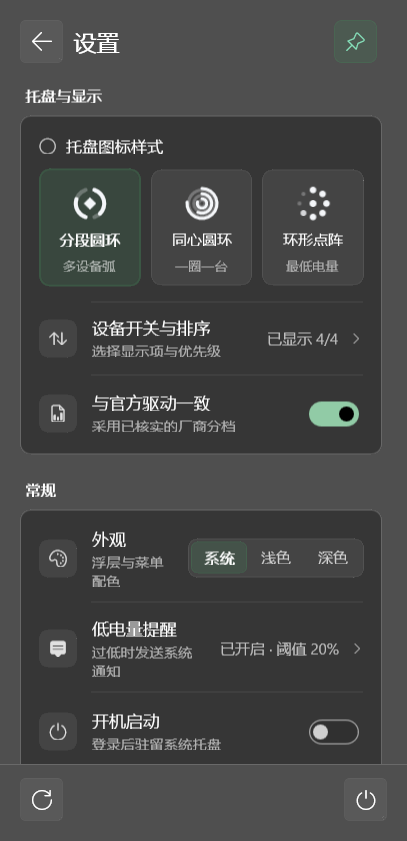 设置
托盘与显示
托盘图标样式
分段圆环
多设备弧
同心圆环
一圈一台
环形点阵
最低电量
设备开关与排序
选择显示项与优先级
已显示 4/4
与官方驱动一致
采用已核实的厂商分档
常规
外观
浮层与菜单
配色
系统
浅色
深色
低电量提醒
过低时发送系统
通知
已开启 · 阈值 20%
开机启动
登录后驻留系统托盘